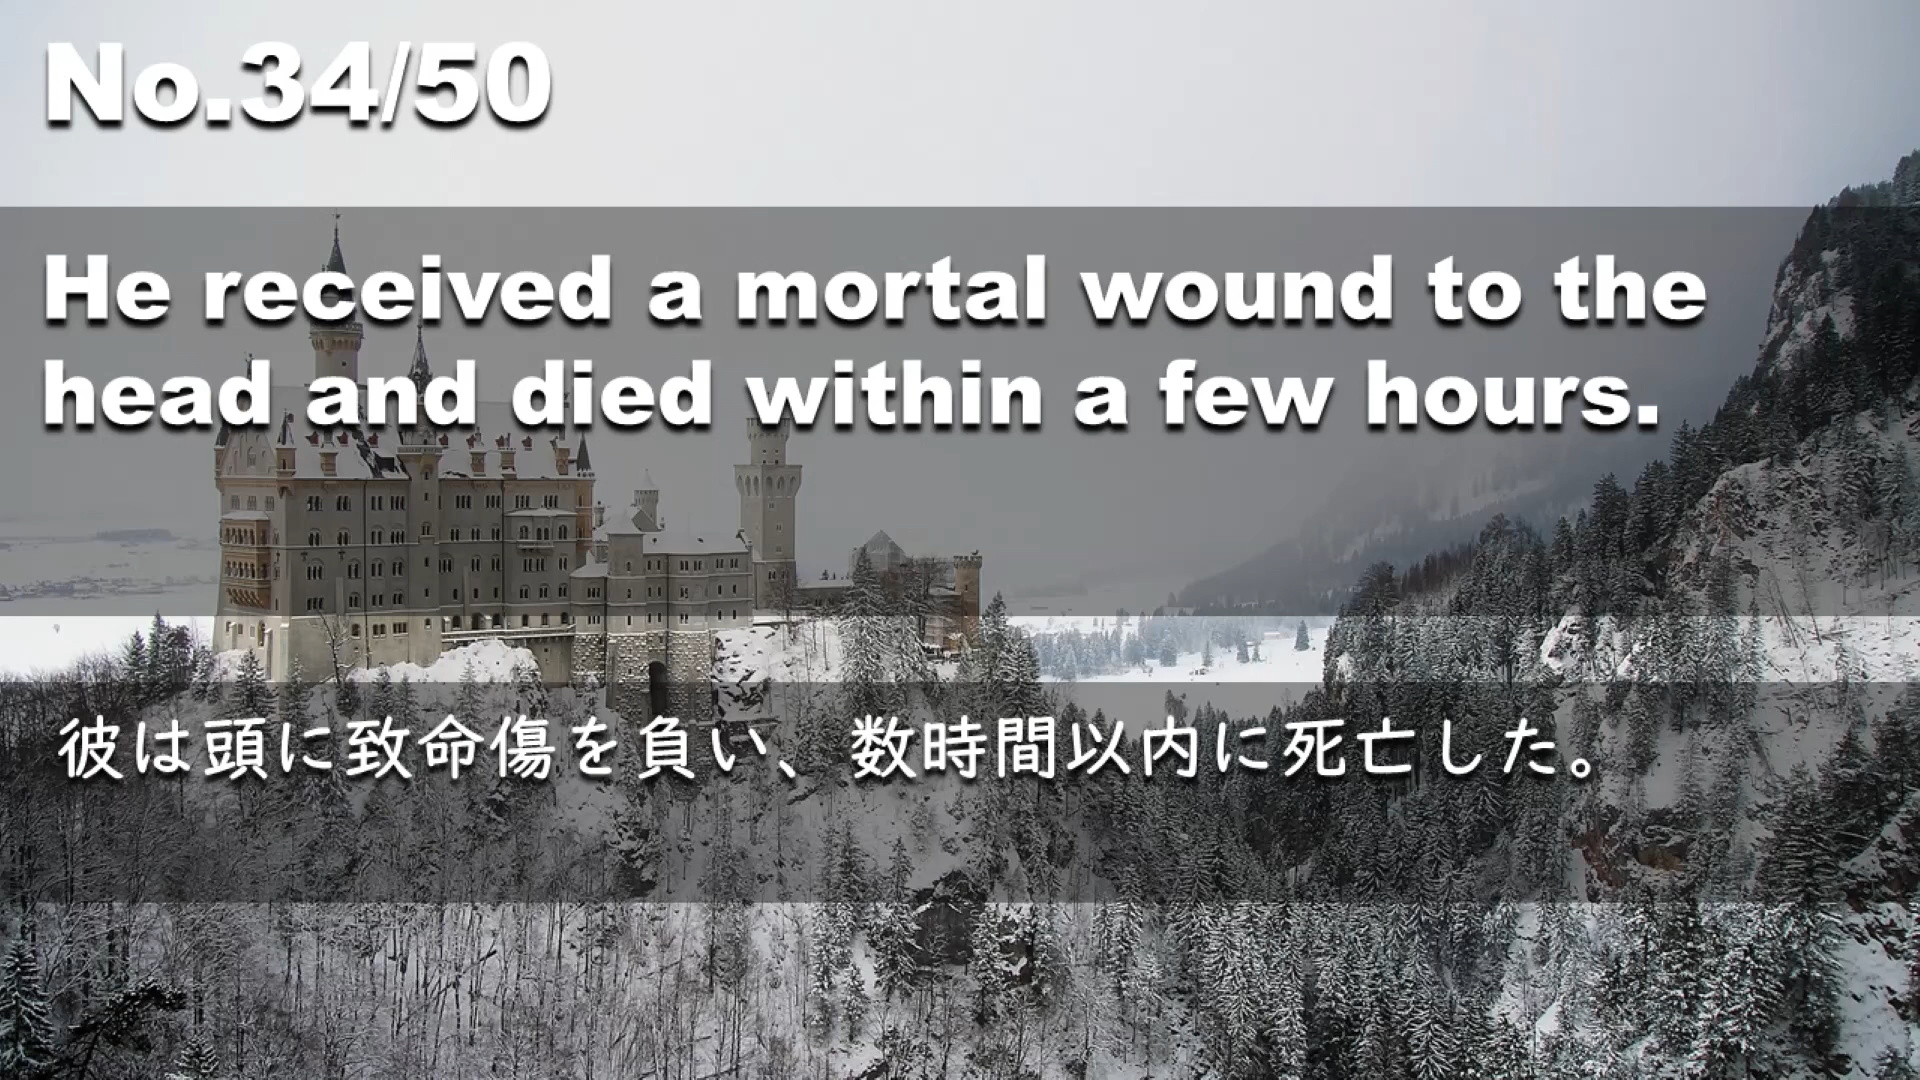 No.34/50
He received a mortal wound to the
head and died within a few hours.
彼は頭に致命傷を負い、数時間以内に死亡した。